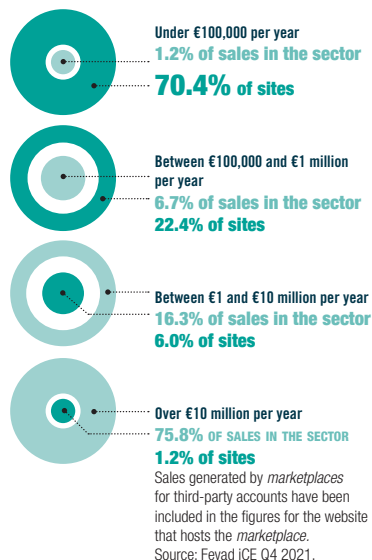 Under €100,000 per year
1.2% of sales in the sector
70.4% of sites
Between €100,000 and €1 million
per year
6.7% of sales in the sector
22.4% of sites
Between €1 and €10 million per year
16.3% of sales in the sector
6.0% of sites
Over €10 million per year
75.8% OF SALES IN THE SECTOR
1.2% of sites
Sales generated by marketplaces
for third-party accounts have been
included in the figures for the website
that hosts the marketplace.
Source: Fevad iCE Q4 2021.